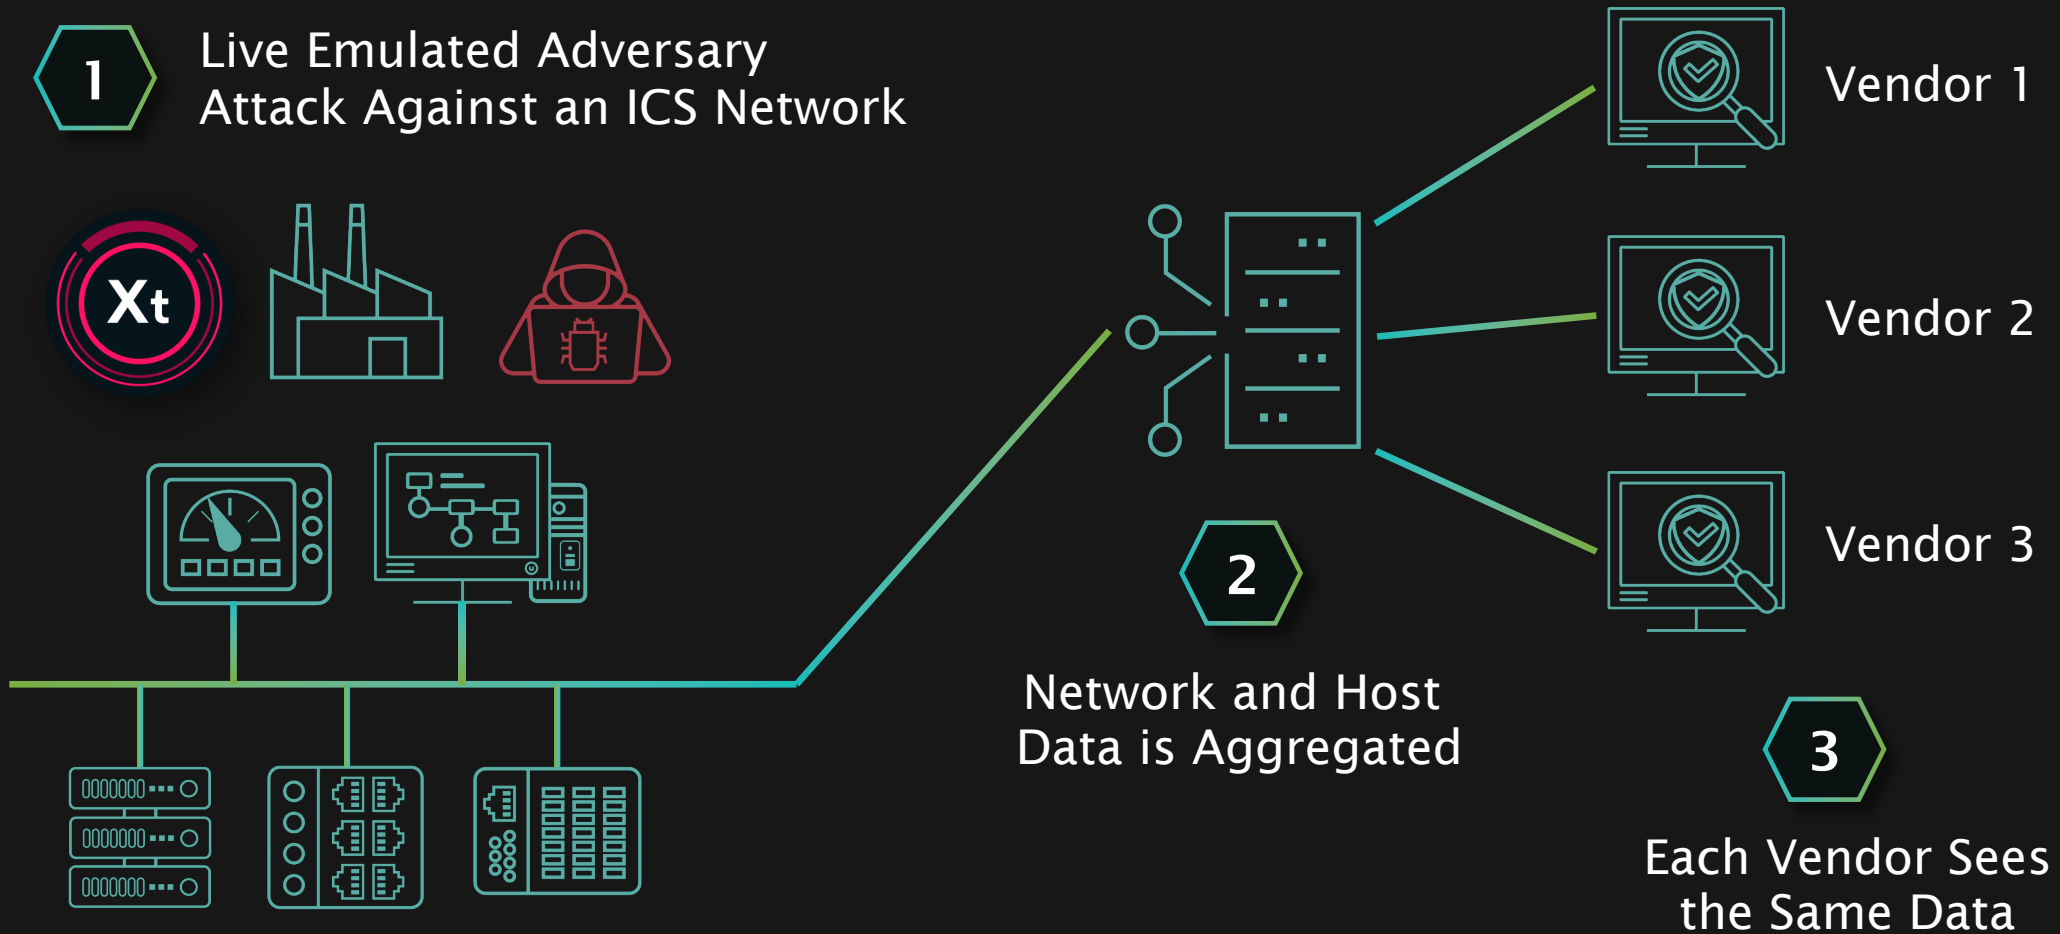 1
Live Emulated Adversary
Attack Against an ICS Network
Xt
2
Network and Host
Data is Aggregated
Vendor 1
Vendor 2
Vendor 3
3
Each Vendor Sees
the Same Data